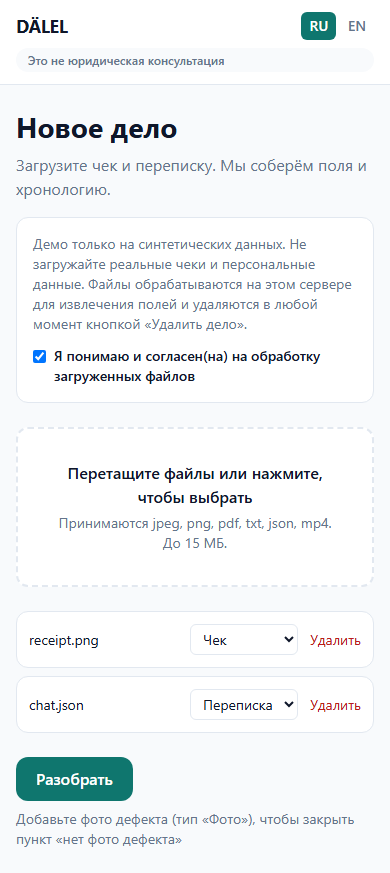 DÄLEL
RU EN
Это не юридическая консультация
Новое дело
Загрузите чек и переписку. Мы соберём поля и
хронологию.
Демо только на синтетических данных. Не
загружайте реальные чеки и персональные
данные. Файлы обрабатываются на этом сервере
для извлечения полей и удаляются в любой
момент кнопкой «Удалить дело».
Я понимаю и согласен(на) на обработку
загруженных файлов
Перетащите файлы или нажмите,
чтобы выбрать
Принимаются jpeg, png, pdf, txt, json, mp4.
До 15 МБ.
receipt.png Чек Удалить
chat.json Переписка Удалить
Разобрать
Добавьте фото дефекта (тип «Фото»), чтобы закрыть
пункт «нет фото дефекта»